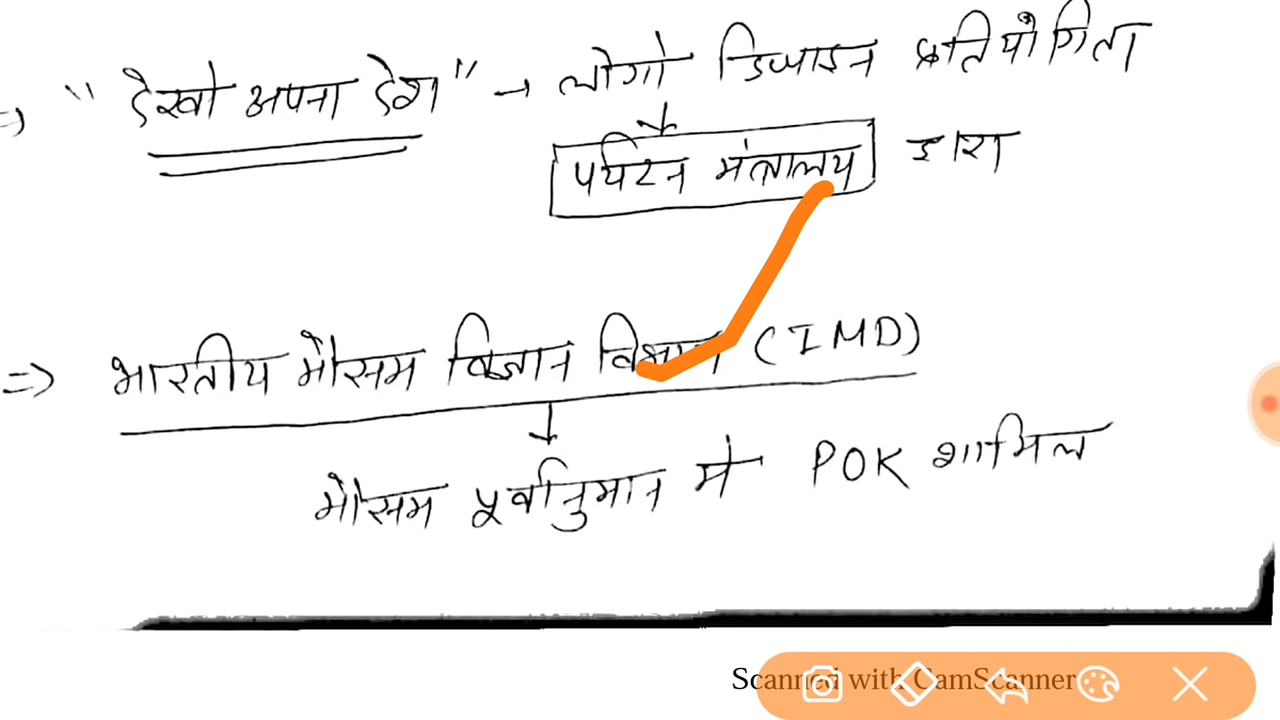 ⇒ "देखो अपना देश" → लोगो डिजाइन प्रतियोगिता
↓
पर्यटन मंत्रालय द्वारा
⇒ भारतीय मौसम विज्ञान विभाग (IMD)
↓
मौसम पूर्वानुमान मे POK शामिल
Scanned with CamScanner